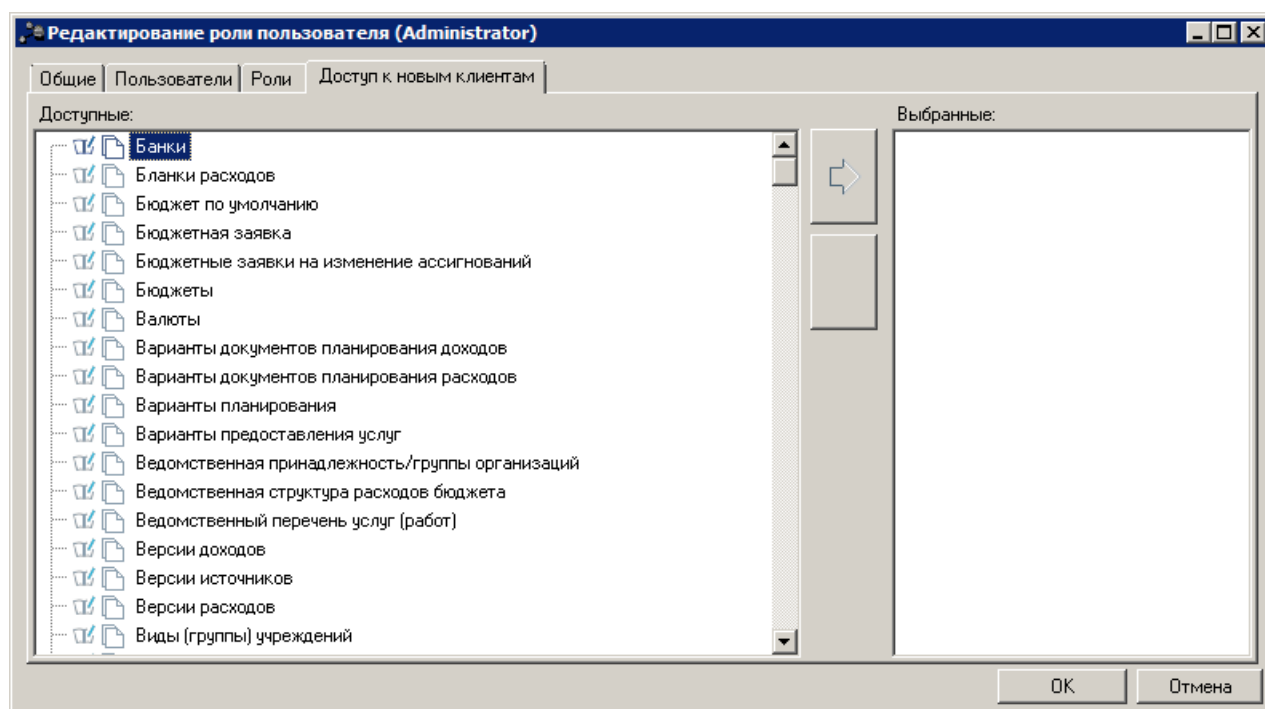 Редактирование роли пользователя (Administrator)
Общие Пользователи Роли Доступ к новым клиентам
Доступные: Выбранные:
Банки
Бланки расходов
Бюджет по умолчанию
Бюджетная заявка
Бюджетные заявки на изменение ассигнований
Бюджеты
Валюты
Варианты документов планирования доходов
Варианты документов планирования расходов
Варианты планирования
Варианты предоставления услуг
Ведомственная принадлежность/группы организаций
Ведомственная структура расходов бюджета
Ведомственный перечень услуг (работ)
Версии доходов
Версии источников
Версии расходов
Виды (группы) учреждений
OK Отмена